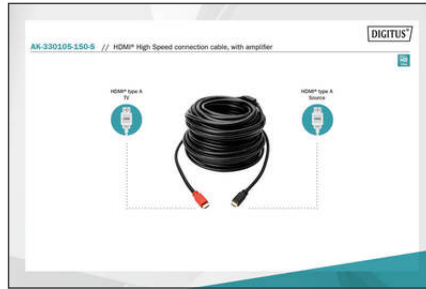 DIGITUS®
AK-330105-150-S // HDMI® High Speed connection cable, with amplifier
HDMI® type A
TV
HDMI® type A
Source